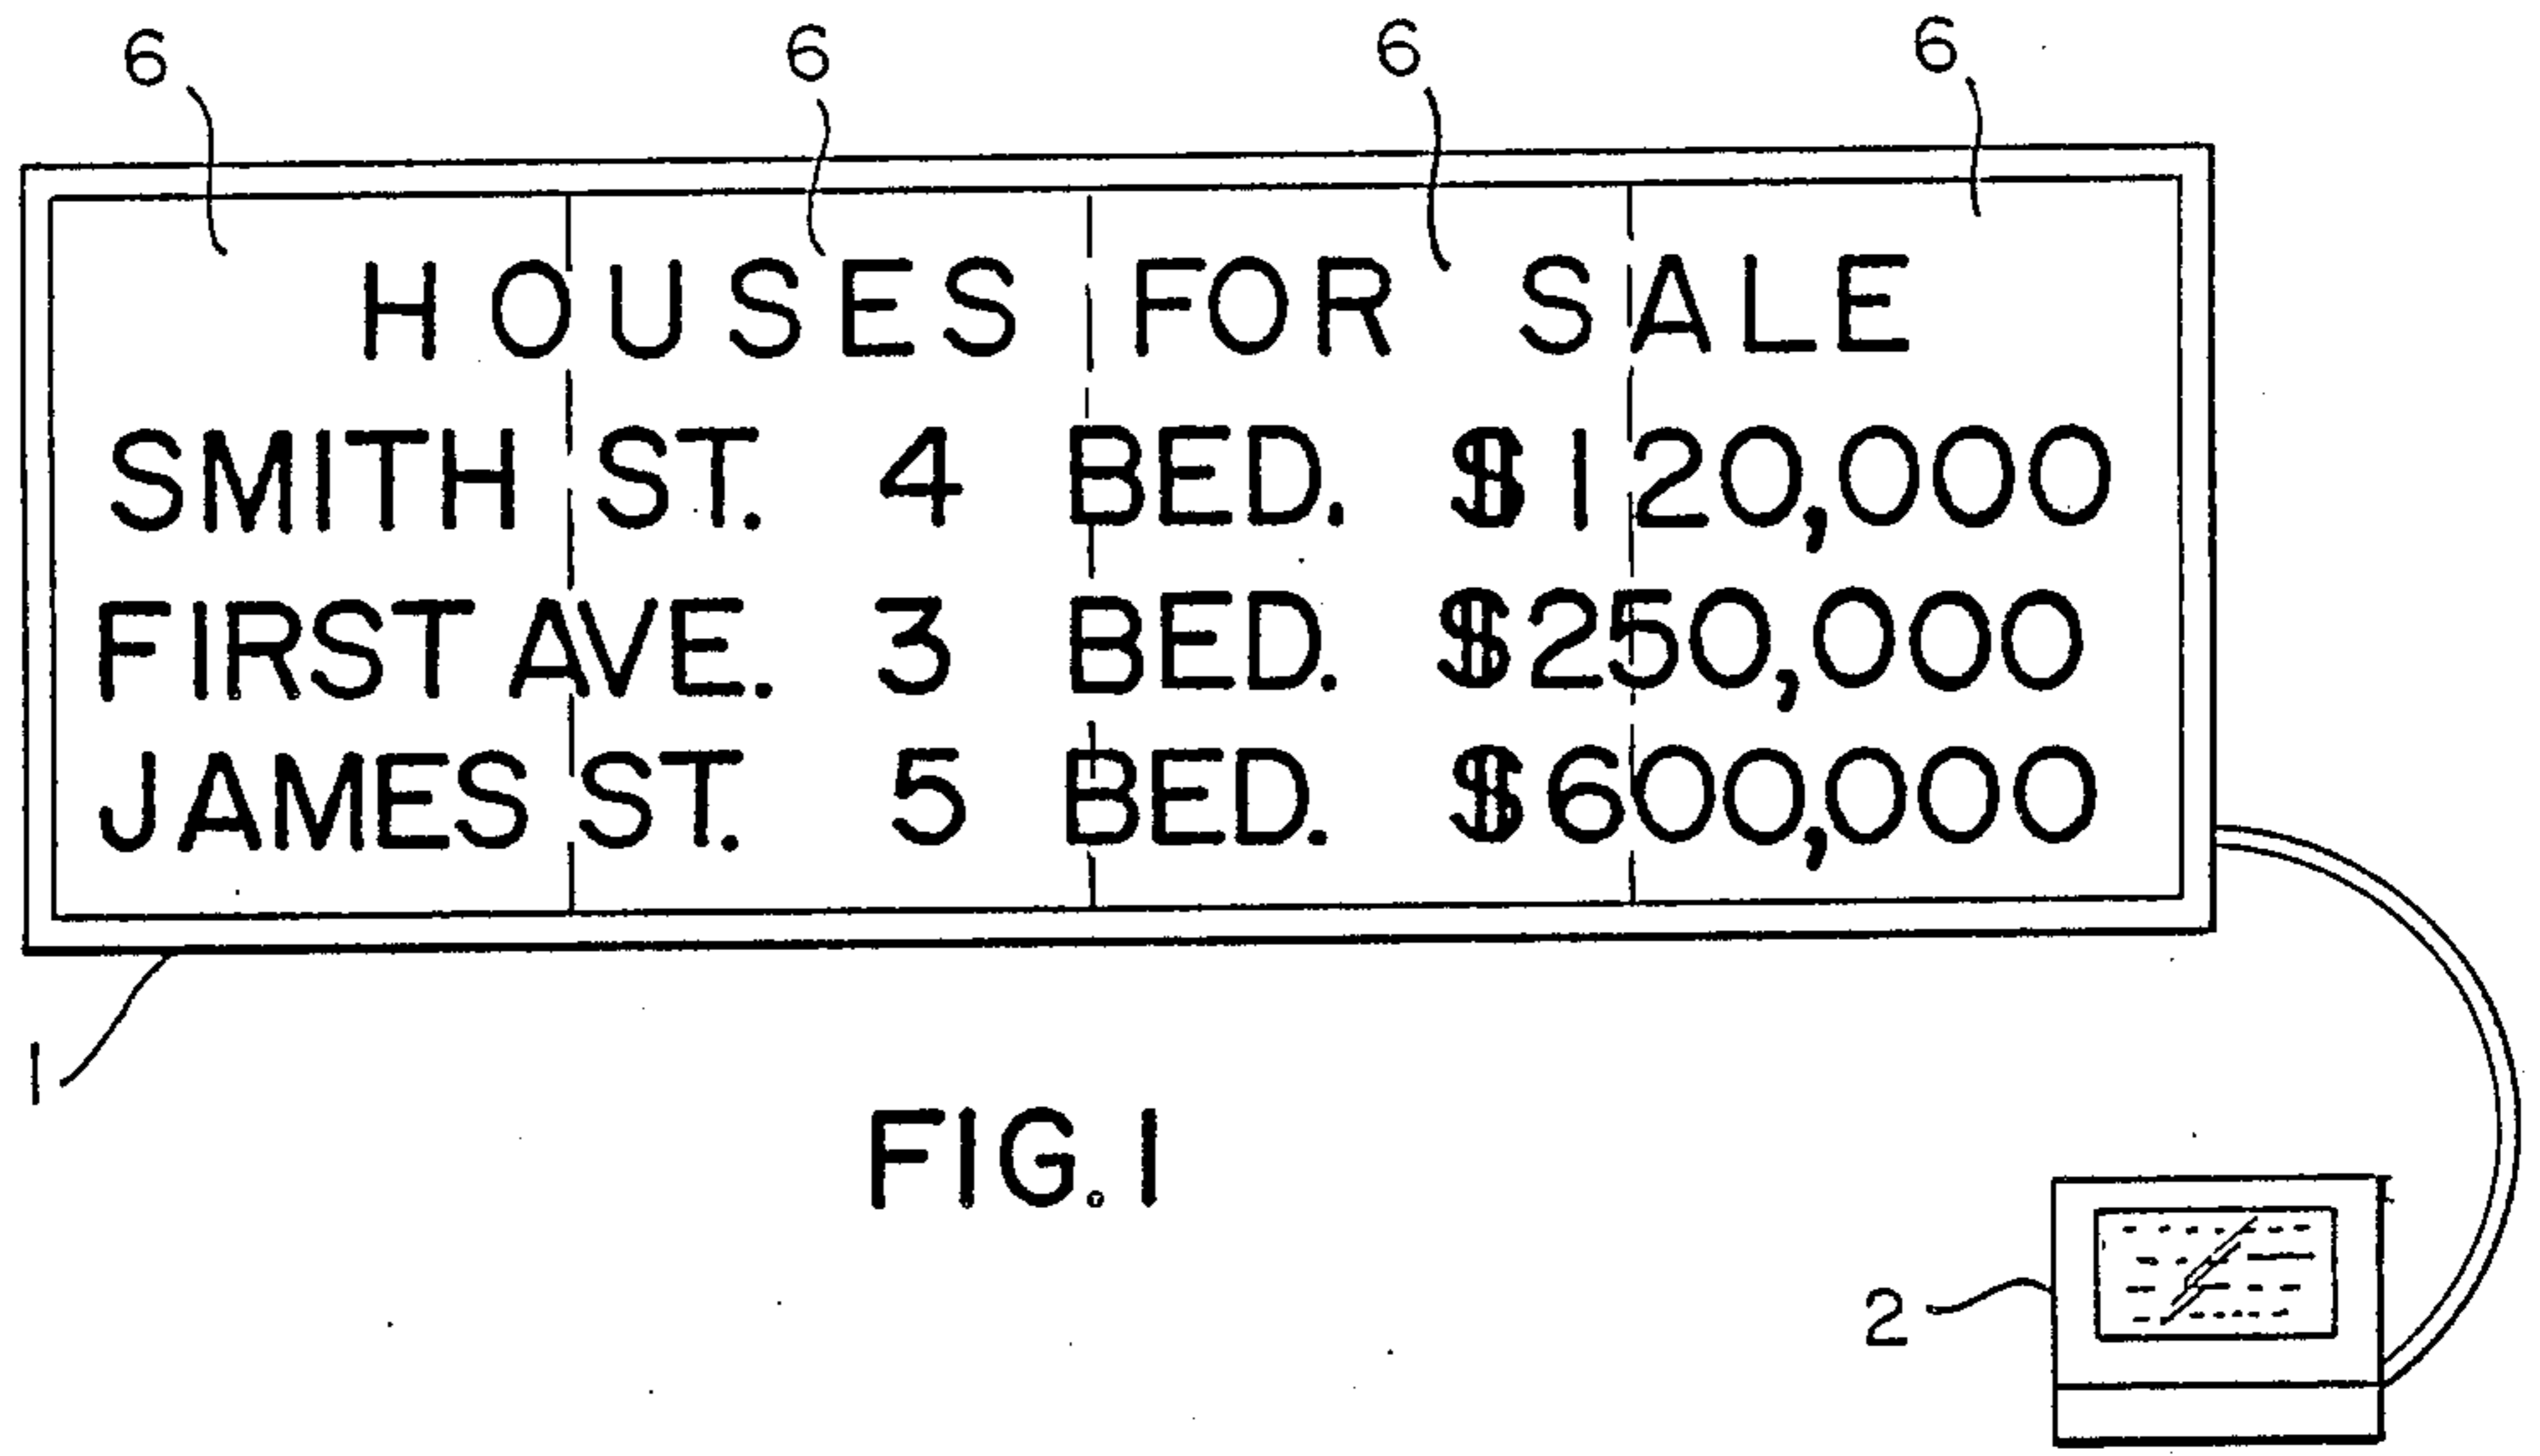 6 6 6 6
HOUSES FOR SALE
SMITH ST. 4 BED. $120,000
FIRST AVE. 3 BED. $250,000
JAMES ST. 5 BED. $600,000
1
FIG. 1
2